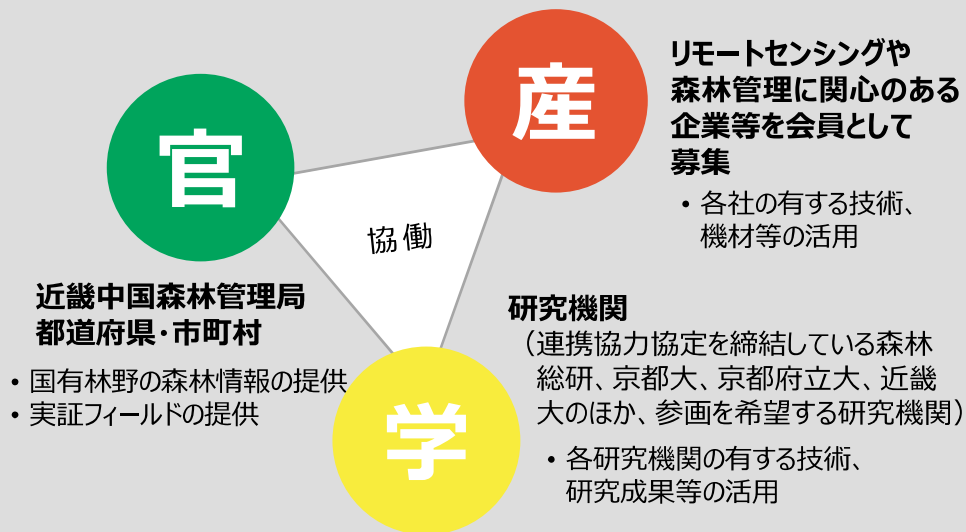 官
近畿中国森林管理局
都道府県・市町村
• 国有林野の森林情報の提供
• 実証フィールドの提供
産
リモートセンシングや
森林管理に関心のある
企業等を会員として
募集
• 各社の有する技術、
機材等の活用
協働
学
研究機関
（連携協力協定を締結している森林
総研、京都大、京都府立大、近畿
大のほか、参画を希望する研究機関）
• 各研究機関の有する技術、
研究成果等の活用